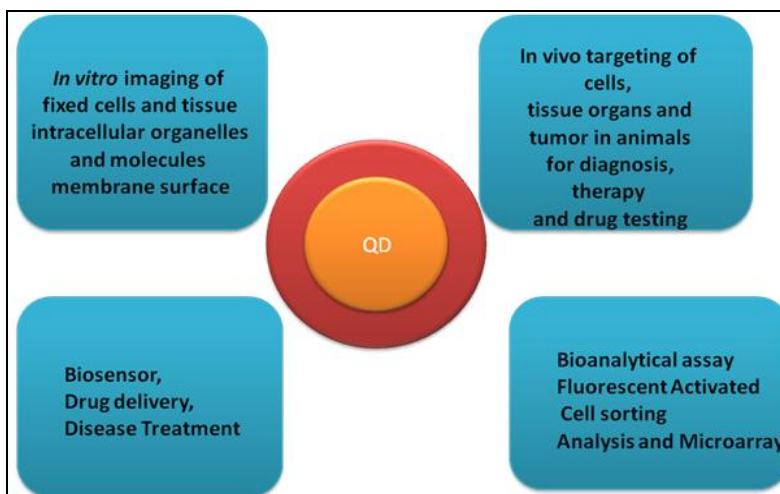 In vitro imaging of
fixed cells and tissue
intracellular organelles
and molecules
membrane surface
In vivo targeting of
cells,
tissue organs and
tumor in animals
for diagnosis,
therapy
and drug testing
QD
Biosensor,
Drug delivery,
Disease Treatment
Bioanalytical assay
Fluorescent Activated
Cell sorting
Analysis and Microarray